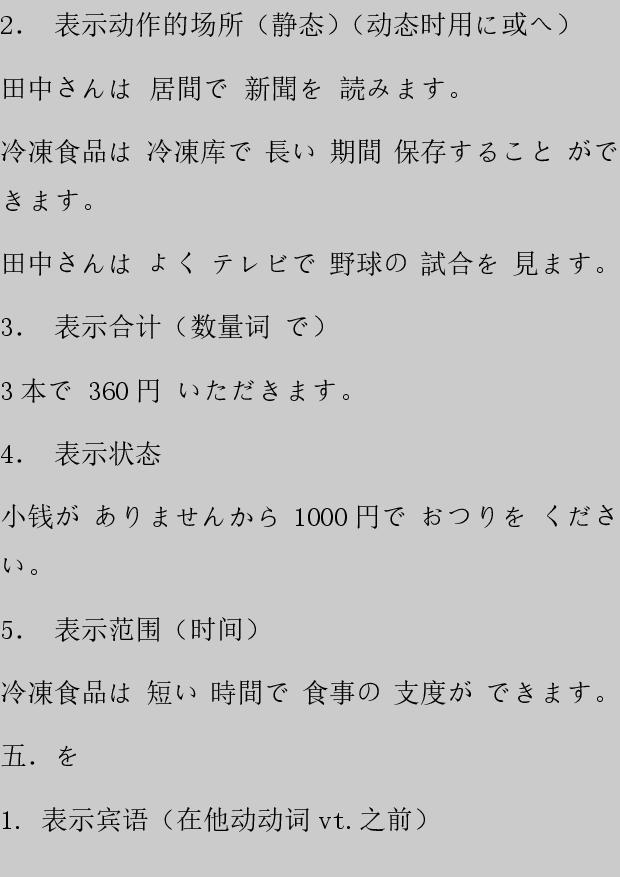 2． 表示动作的场所（静态）（动态时用に或へ）
田中さんは 居間で 新聞を 読みます。
冷凍食品は 冷凍库で 長い 期間 保存すること がで
きます。
田中さんは よく テレビで 野球の 試合を 見ます。
3． 表示合计（数量词 で）
3 本で 360 円 いただきます。
4． 表示状态
小钱が ありませんから 1000 円で おつりを くださ
い。
5． 表示范围（时间）
冷凍食品は 短い 時間で 食事の 支度が できます。
五．を
1. 表示宾语（在他动动词 vt.之前）